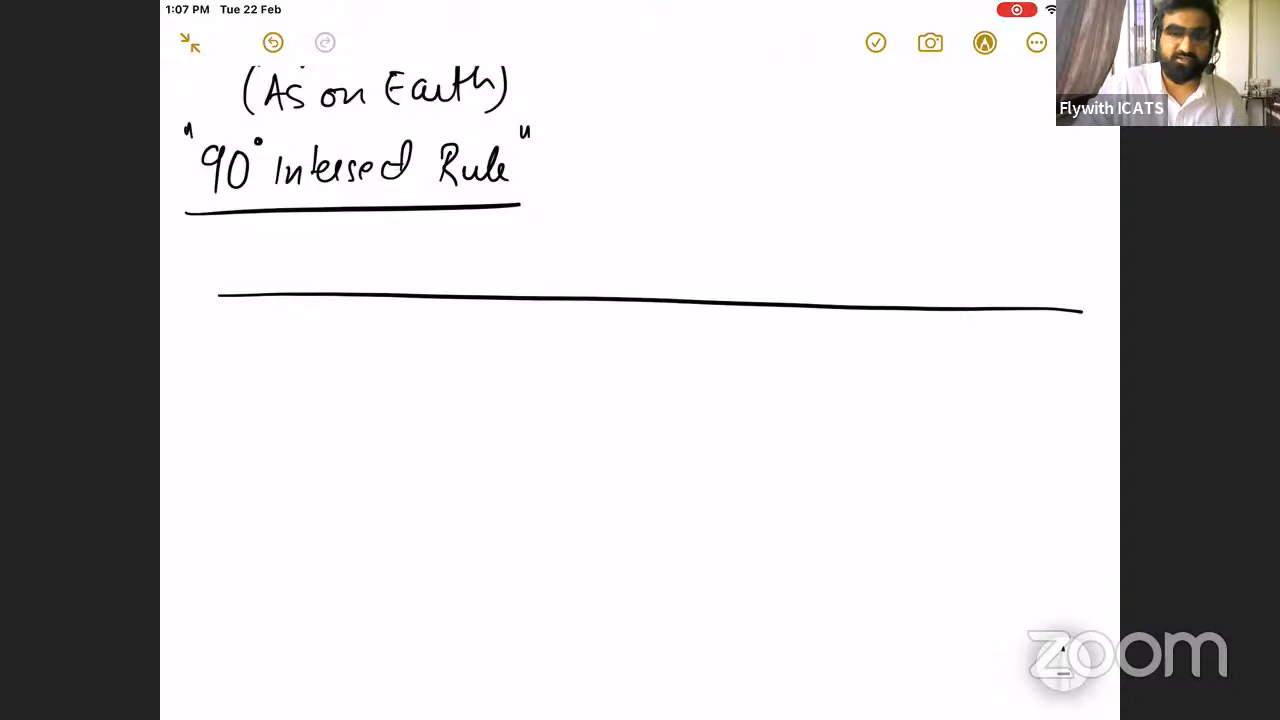 1:07 PM Tue 22 Feb
(As on Earth)
"90° Intersect Rule"
Flywith ICATS
zoom